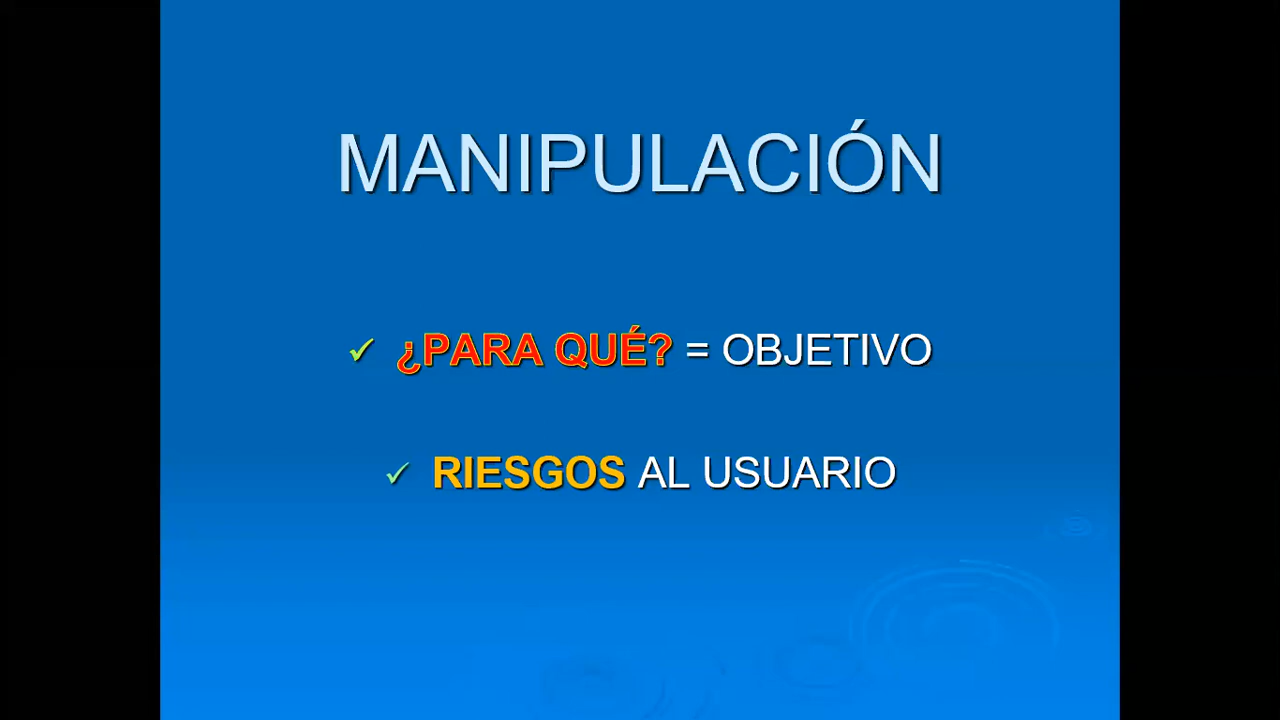 MANIPULACIÓN
✓ ¿PARA QUÉ? = OBJETIVO
✓ RIESGOS AL USUARIO